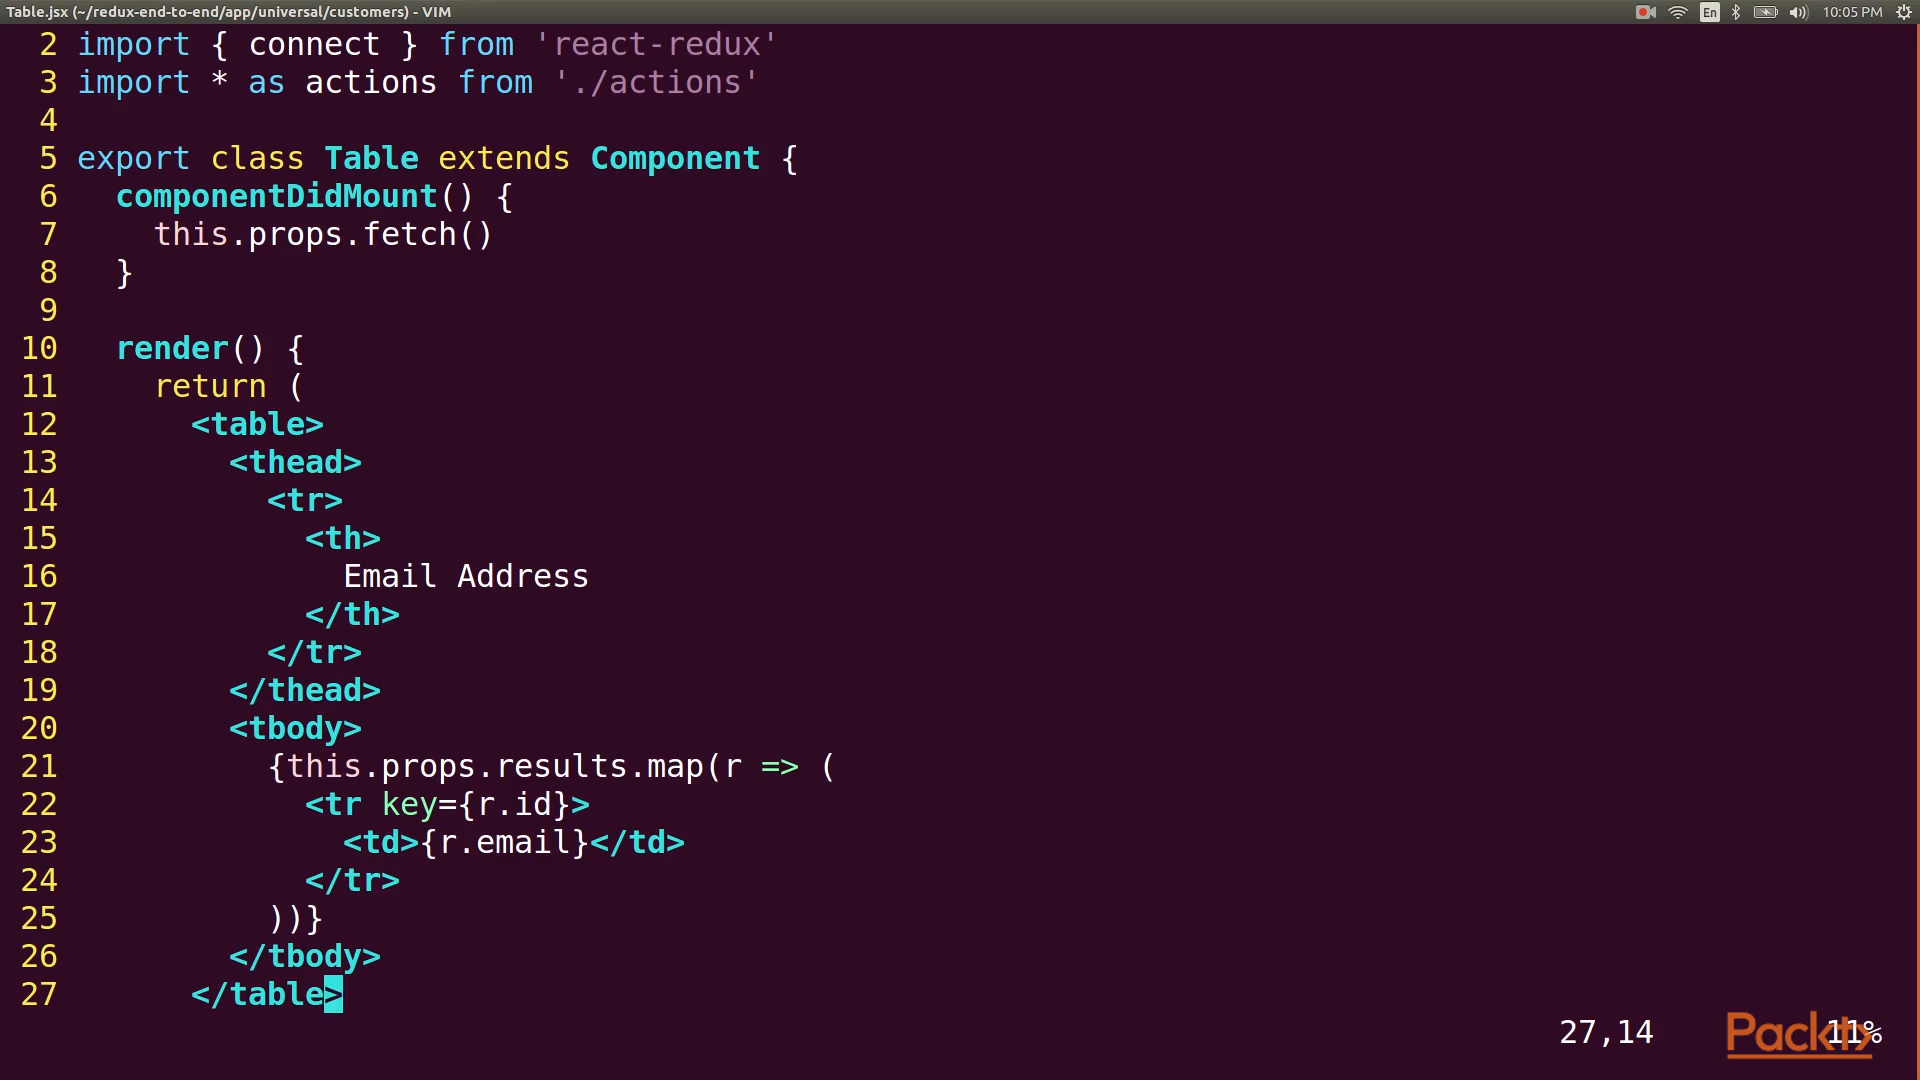 Table.jsx (~/redux-end-to-end/app/universal/customers) - VIM
En
10:05 PM
2 import { connect } from 'react-redux'
3 import * as actions from './actions'
4
5 export class Table extends Component {
6   componentDidMount() {
7     this.props.fetch()
8   }
9
10   render() {
11     return (
12       <table>
13         <thead>
14           <tr>
15             <th>
16               Email Address
17             </th>
18           </tr>
19         </thead>
20         <tbody>
21           {this.props.results.map(r => (
22             <tr key={r.id}>
23               <td>{r.email}</td>
24             </tr>
25           ))}
26         </tbody>
27       </table>
27,14
11%
Packt